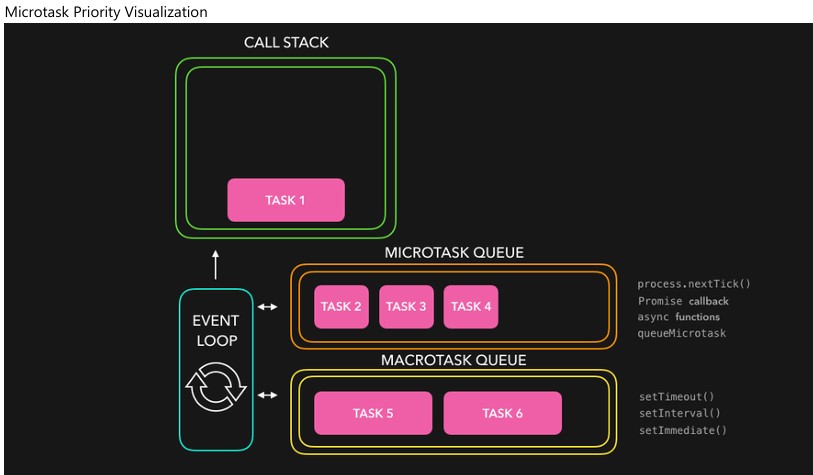 Microtask Priority Visualization
CALL STACK
TASK 1
MICROTASK QUEUE
TASK 2 TASK 3 TASK 4
process.nextTick()
Promise callback
async functions
queueMicrotask
EVENT
LOOP
MACROTASK QUEUE
TASK 5 TASK 6
setTimeout()
setInterval()
setImmediate()